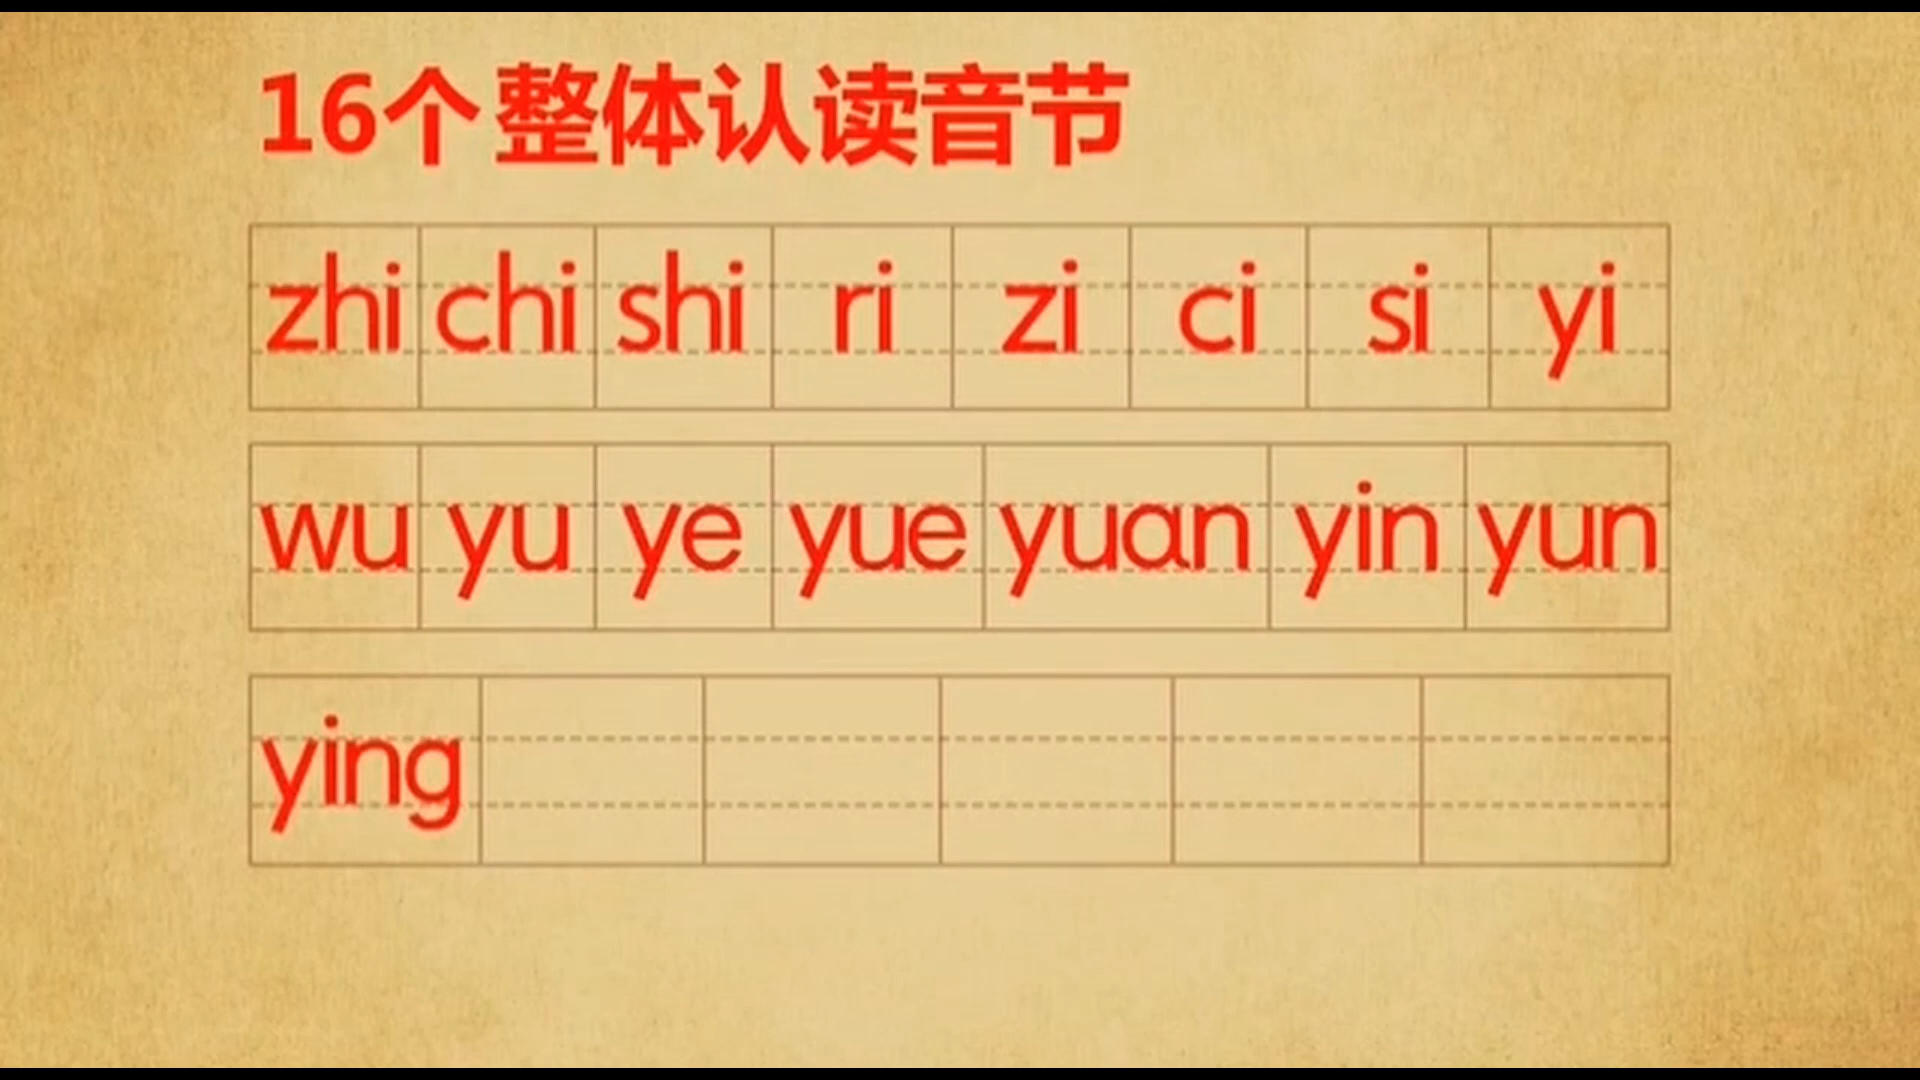 16个整体认读音节
zhi chi shi ri zi ci si yi
wu yu ye yue yuan yin yun
ying